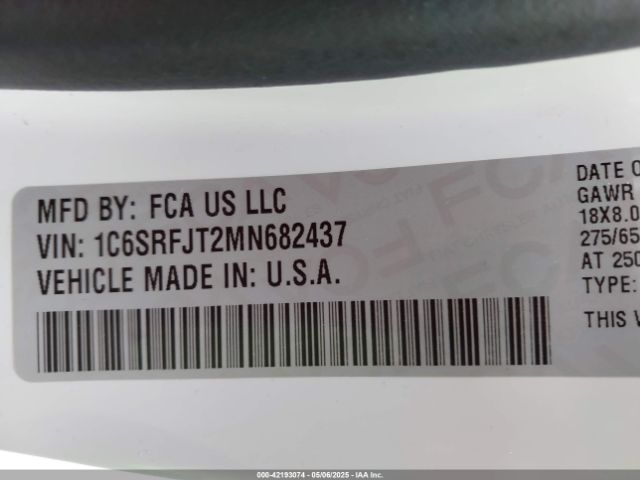 MFD BY: FCA US LLC
VIN: 1C6SRFJT2MN682437
VEHICLE MADE IN: U.S.A.
DATE O
GAWR
18X8.0
275/65
AT 250
TYPE:
THIS V
000-42193074 - 05/06/2025 - IAA Inc.